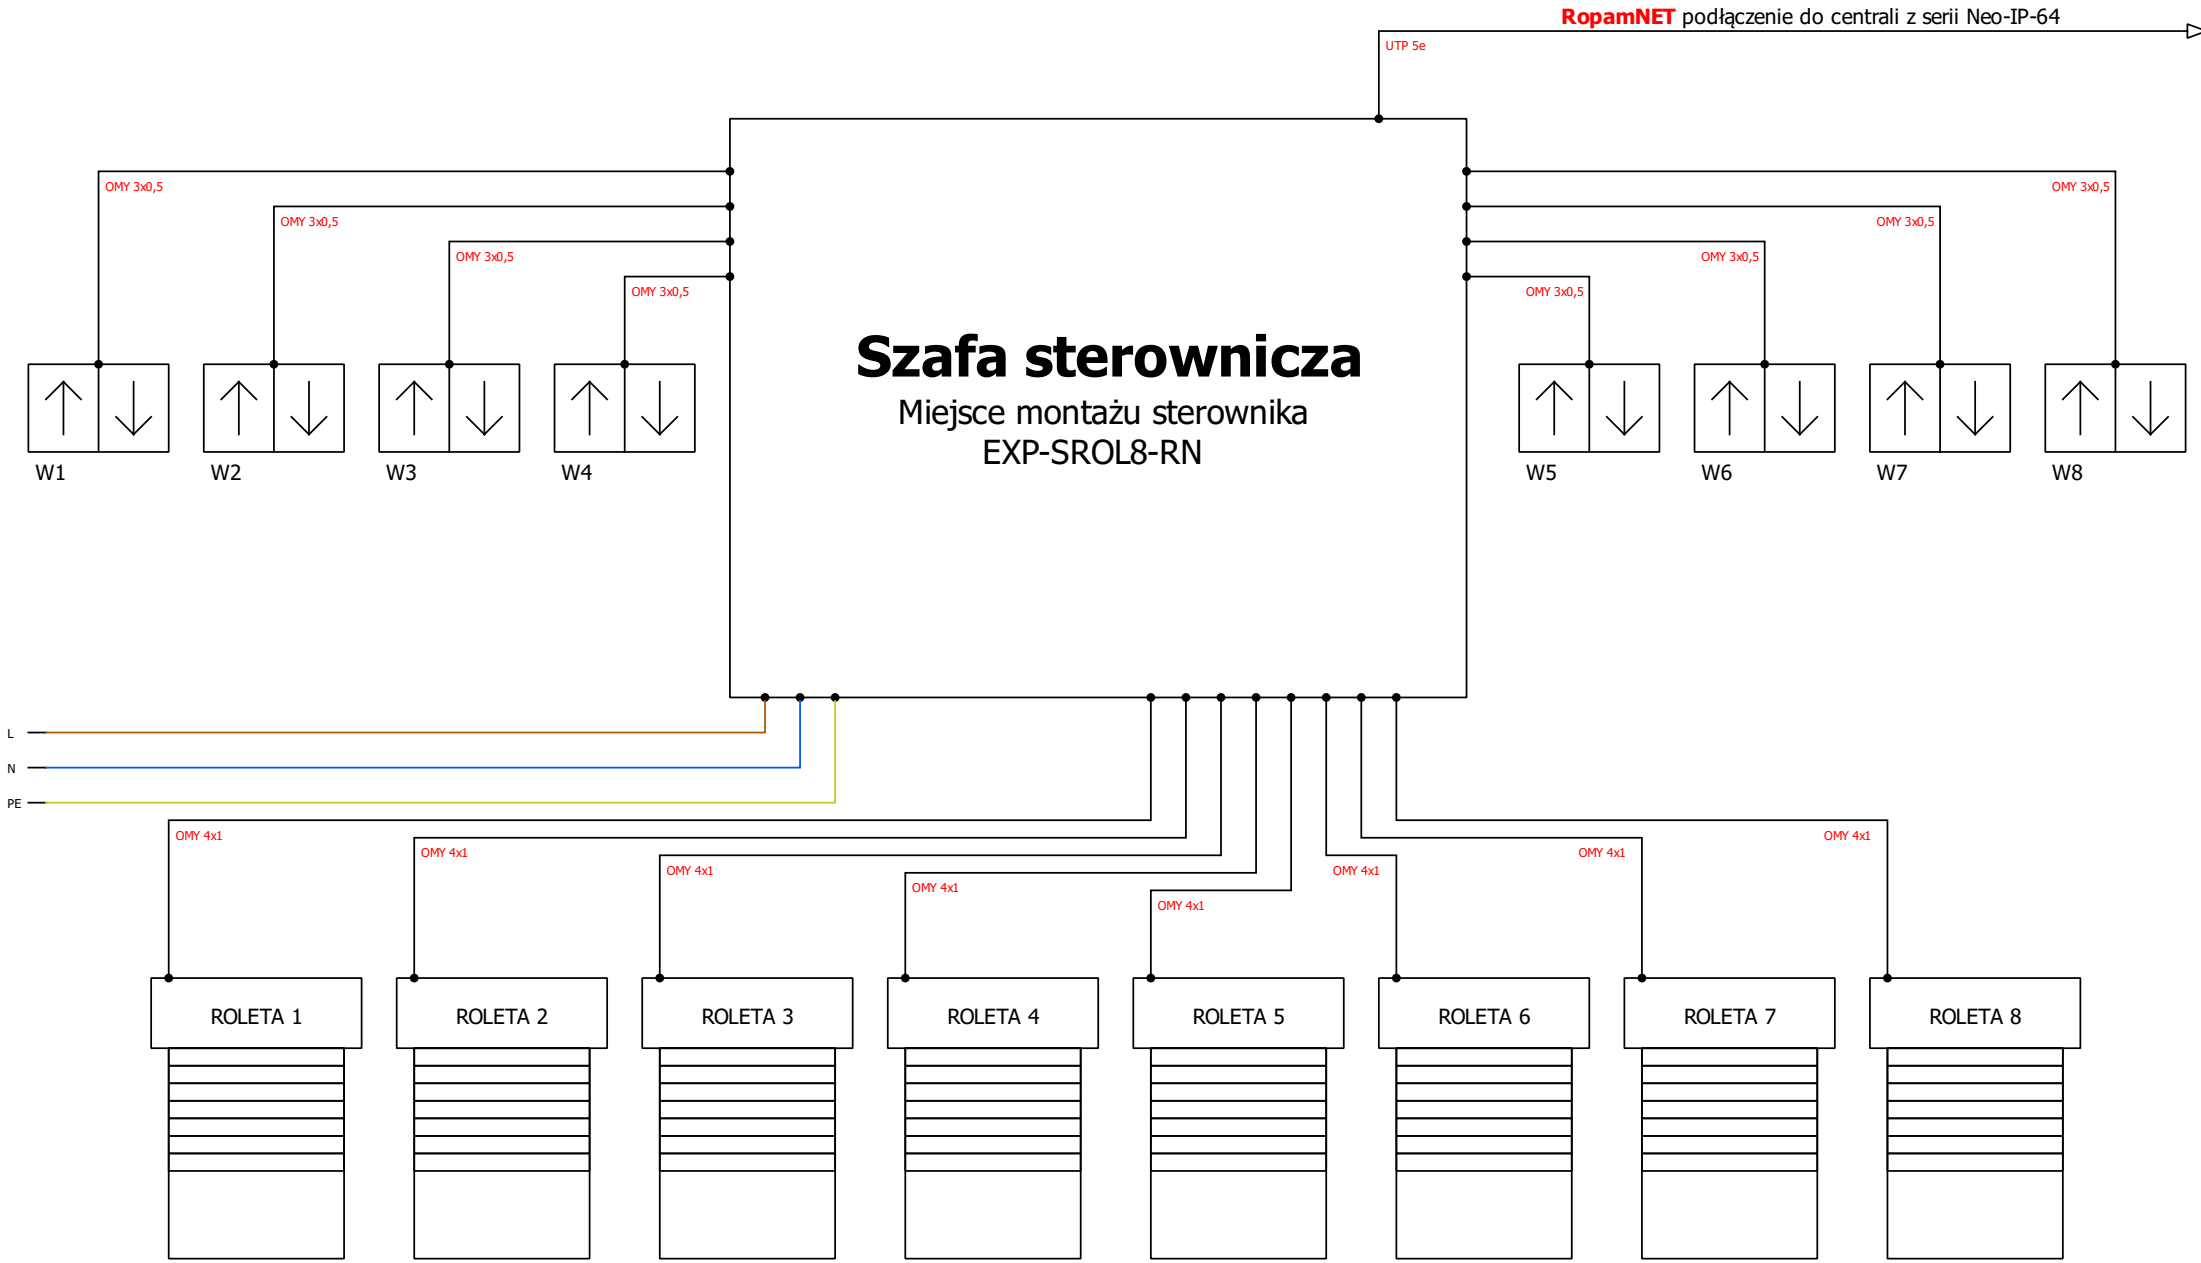 RopamNET podłączenie do centrali z serii Neo-IP-64
UTP 5e
OMY 3x0,5
OMY 3x0,5
OMY 3x0,5
OMY 3x0,5
OMY 3x0,5
OMY 3x0,5
OMY 3x0,5
OMY 3x0,5
Szafa sterownicza
Miejsce montażu sterownika
EXP-SROL8-RN
W1
W2
W3
W4
W5
W6
W7
W8
L
N
PE
OMY 4x1
OMY 4x1
OMY 4x1
OMY 4x1
OMY 4x1
OMY 4x1
OMY 4x1
OMY 4x1
ROLETA 1
ROLETA 2
ROLETA 3
ROLETA 4
ROLETA 5
ROLETA 6
ROLETA 7
ROLETA 8